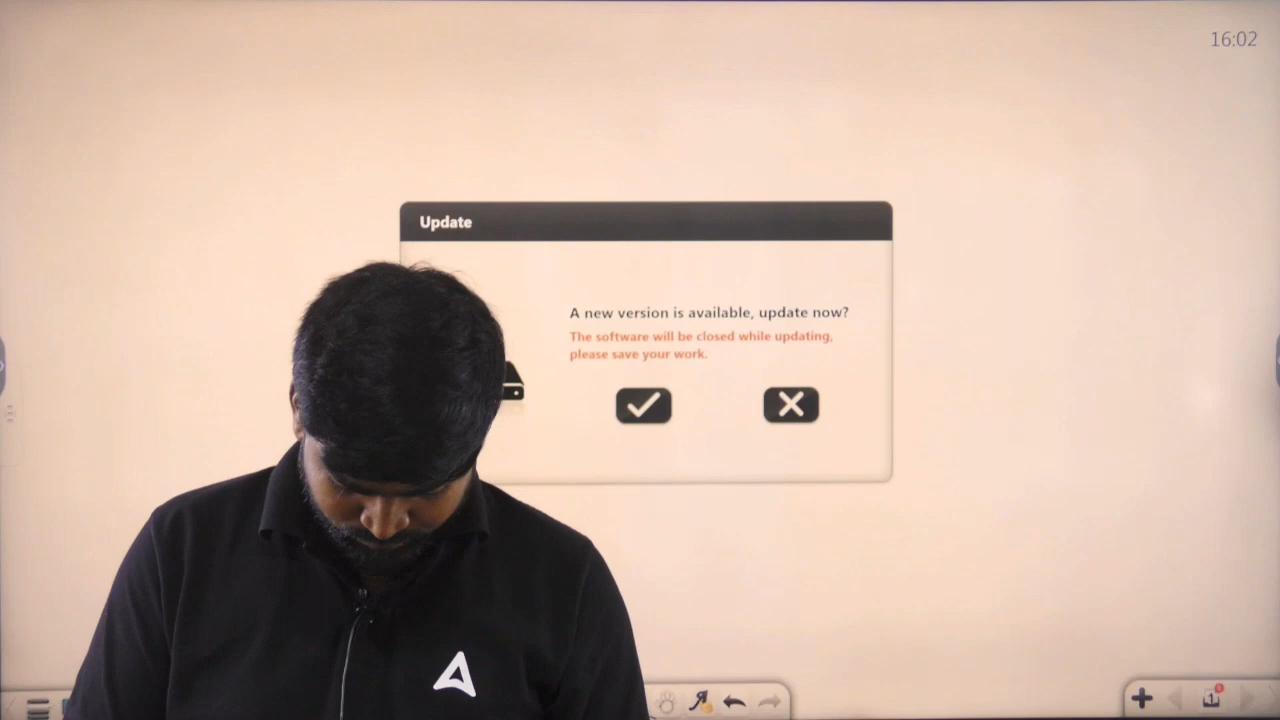 16:02
Update
A new version is available, update now?
The software will be closed while updating,
please save your work.
1